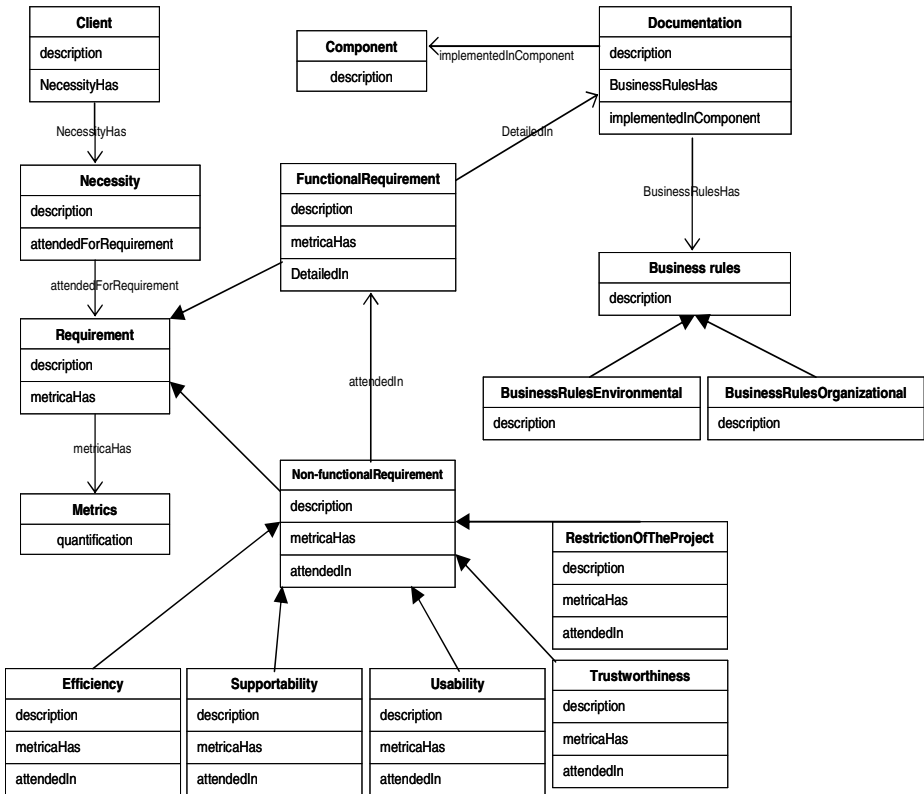 Client
description
NecessityHas
NecessityHas
Necessity
description
attendedForRequirement
attendedForRequirement
Requirement
description
metricaHas
metricaHas
Metrics
quantification
Component
description
implementedInComponent
Documentation
description
BusinessRulesHas
implementedInComponent
DetailedIn
FunctionalRequirement
description
metricaHas
DetailedIn
BusinessRulesHas
Business rules
description
BusinessRulesEnvironmental
description
BusinessRulesOrganizational
description
attendedIn
Non-functionalRequirement
description
metricaHas
attendedIn
RestrictionOfTheProject
description
metricaHas
attendedIn
Trustworthiness
description
metricaHas
attendedIn
Efficiency
description
metricaHas
attendedIn
Supportability
description
metricaHas
attendedIn
Usability
description
metricaHas
attendedIn